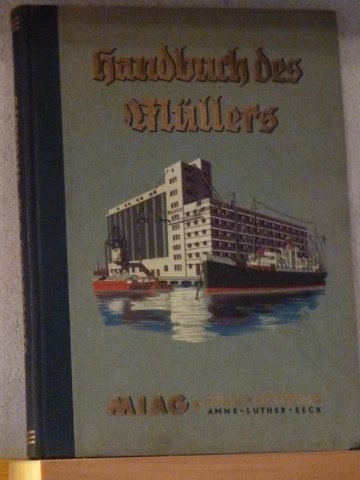 Handbuch des
Müllers
MIAG
AMME-LUTHER-SECK